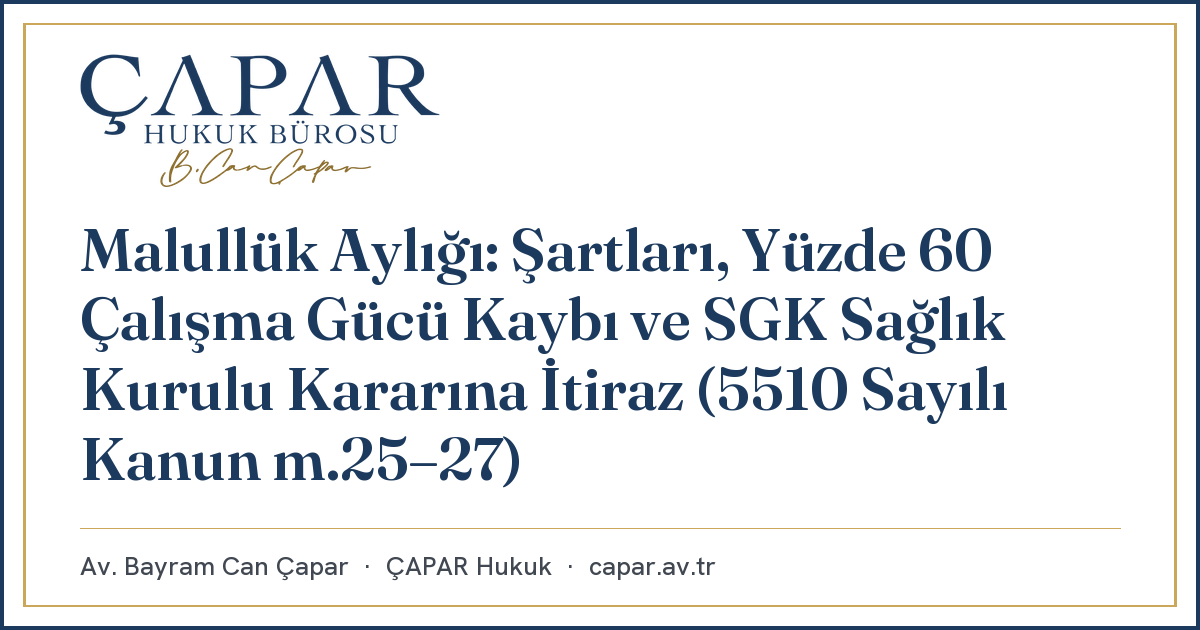 ÇAPAR
HUKUK BÜROSU
B. Can Çapar
Malullük Aylığı: Şartları, Yüzde 60
Çalışma Gücü Kaybı ve SGK Sağlık
Kurulu Kararına İtiraz (5510 Sayılı
Kanun m.25–27)
Av. Bayram Can Çapar · ÇAPAR Hukuk · capar.av.tr